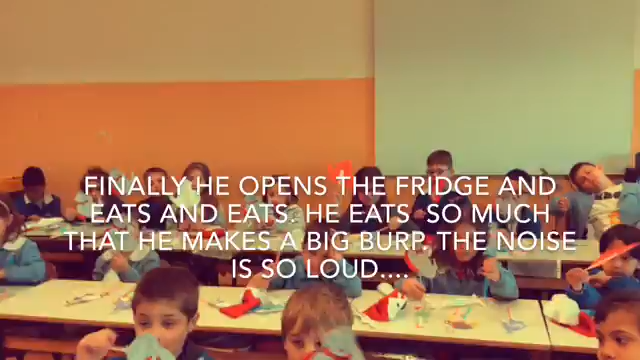 FINALLY HE OPENS THE FRIDGE AND
EATS AND EATS. HE EATS SO MUCH
THAT HE MAKES A BIG BURP. THE NOISE
IS SO LOUD....